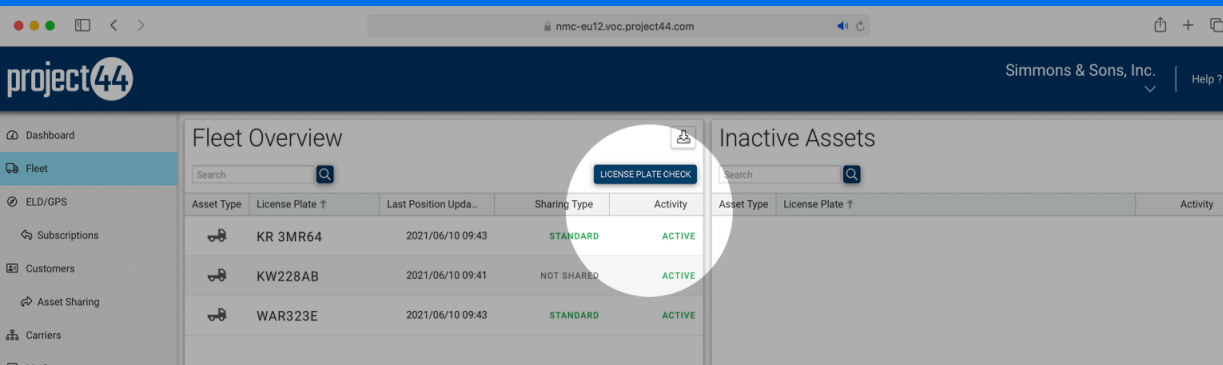 nmc-eu12.voc.project44.com
project44
Simmons & Sons, Inc.
Help ?
Dashboard
Fleet
ELD/GPS
Subscriptions
Customers
Asset Sharing
Carriers
Fleet Overview
Search
LICENSE PLATE CHECK
Asset Type License Plate ↑ Last Position Upda... Sharing Type Activity
KR 3MR64 2021/06/10 09:43 STANDARD ACTIVE
KW228AB 2021/06/10 09:41 NOT SHARED ACTIVE
WAR323E 2021/06/10 09:43 STANDARD ACTIVE
Inactive Assets
Search
Asset Type License Plate ↑ Activity